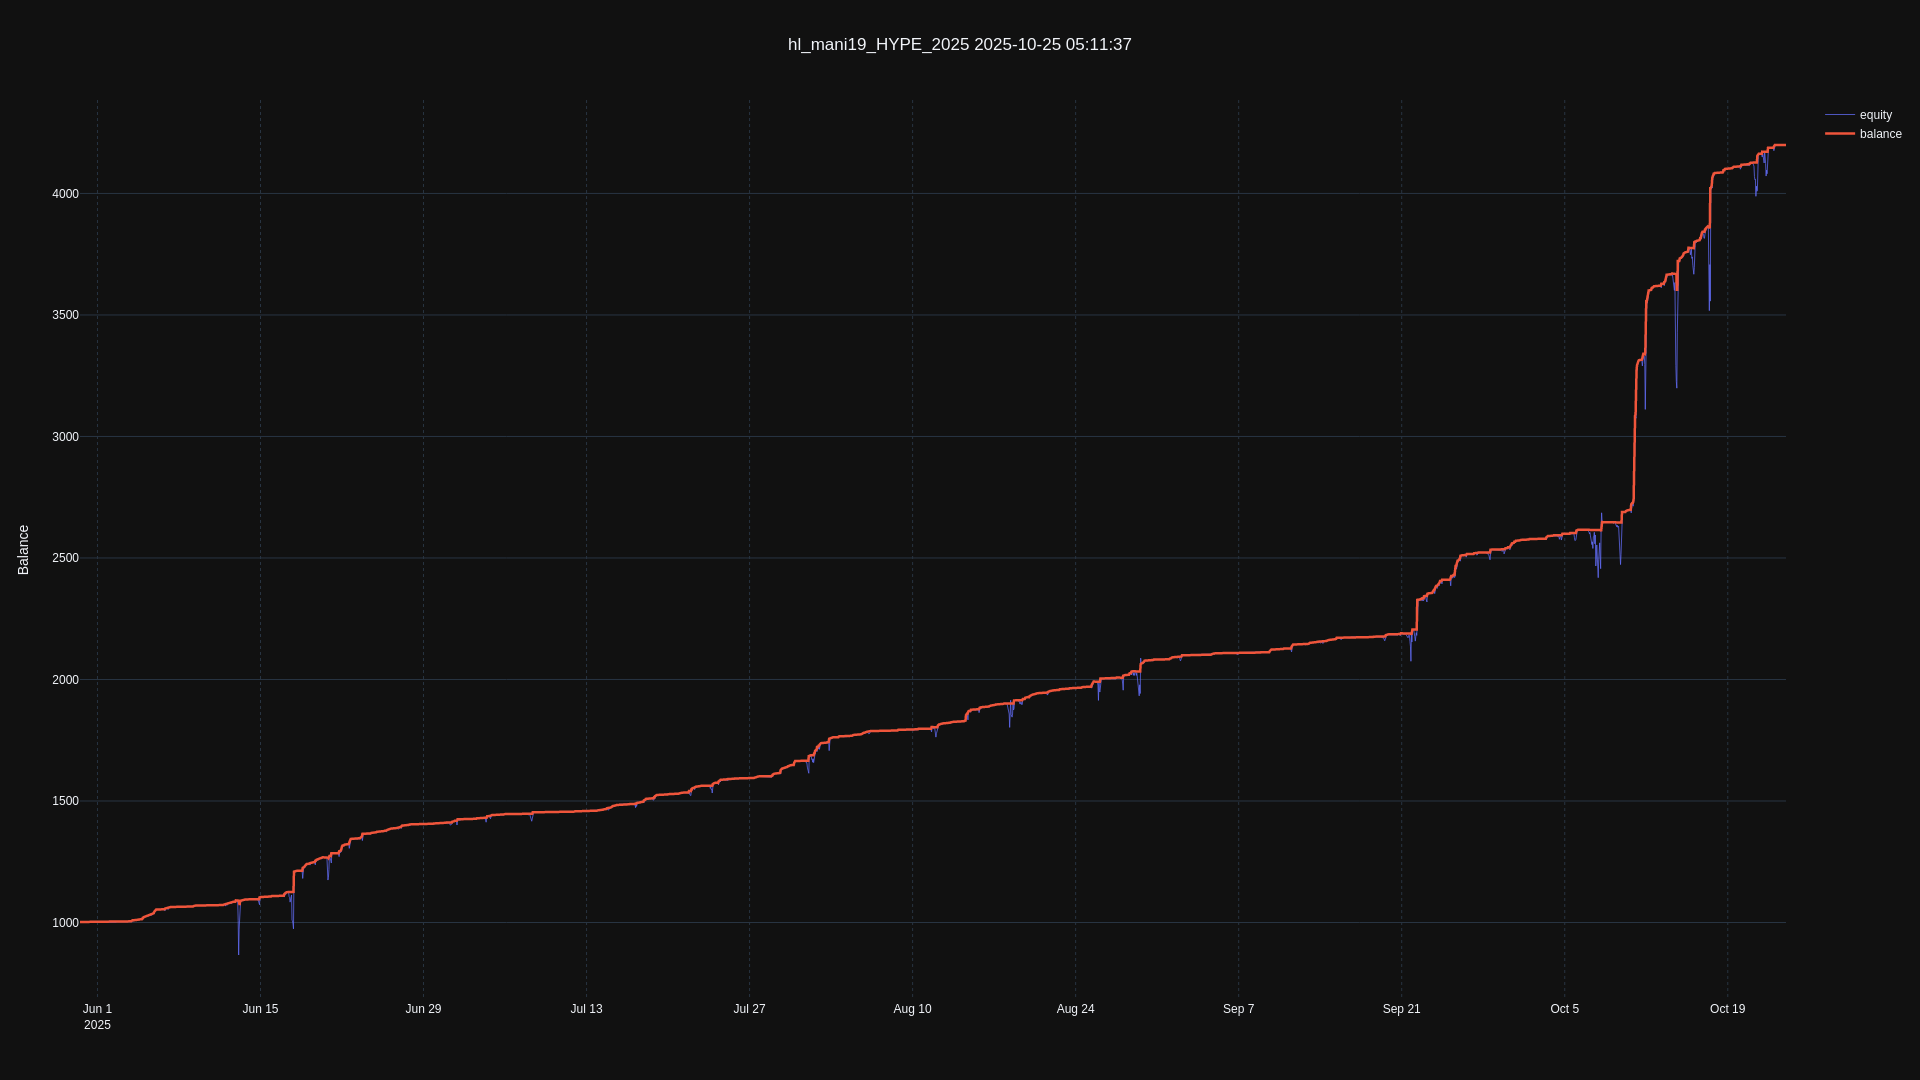 hl_mani19_HYPE_2025 2025-10-25 05:11:37
equity
balance
4000
3500
3000
2500
2000
1500
1000
Balance
Jun 1
2025
Jun 15
Jun 29
Jul 13
Jul 27
Aug 10
Aug 24
Sep 7
Sep 21
Oct 5
Oct 19